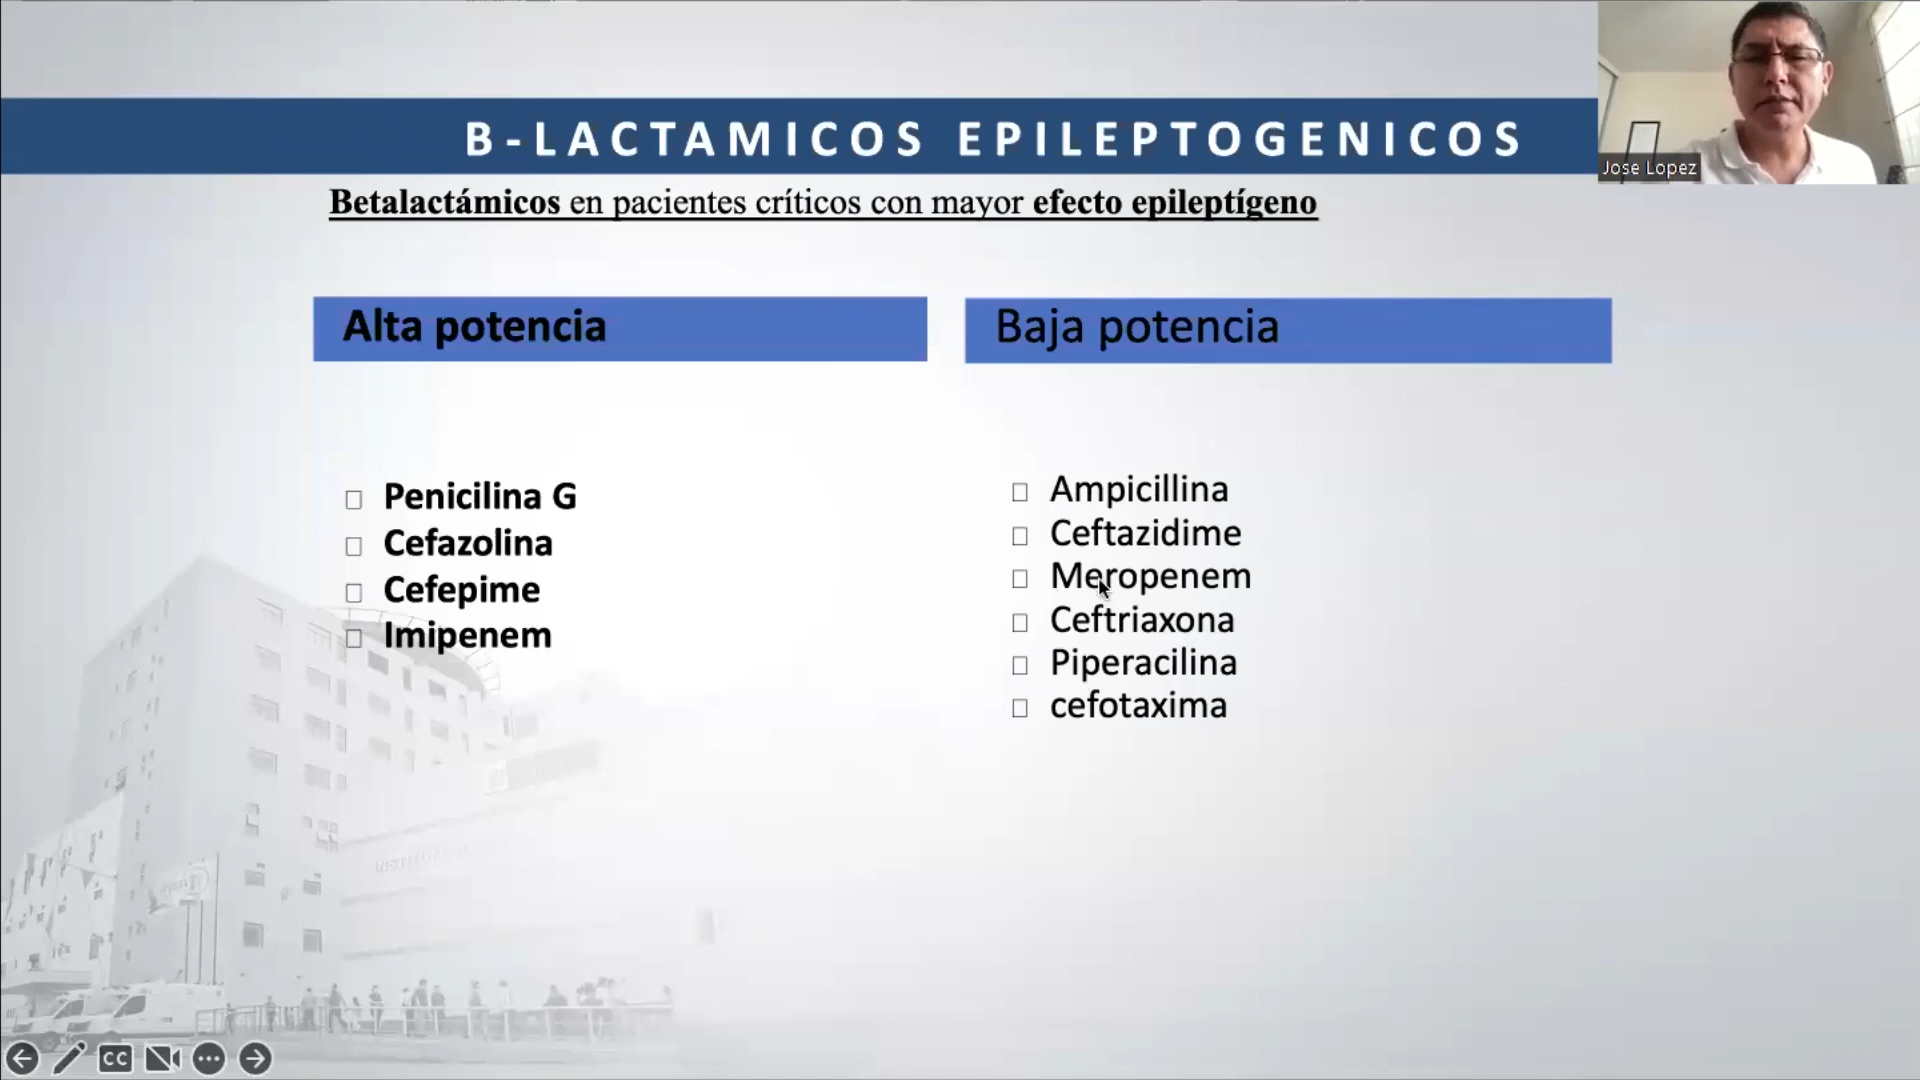 B-LACTAMICOS EPILEPTOGENICOS
Jose Lopez
Betalactámicos en pacientes críticos con mayor efecto epileptígeno
Alta potencia
Penicilina G
Cefazolina
Cefepime
Imipenem
Baja potencia
Ampicillina
Ceftazidime
Meropenem
Ceftriaxona
Piperacilina
cefotaxima
CC